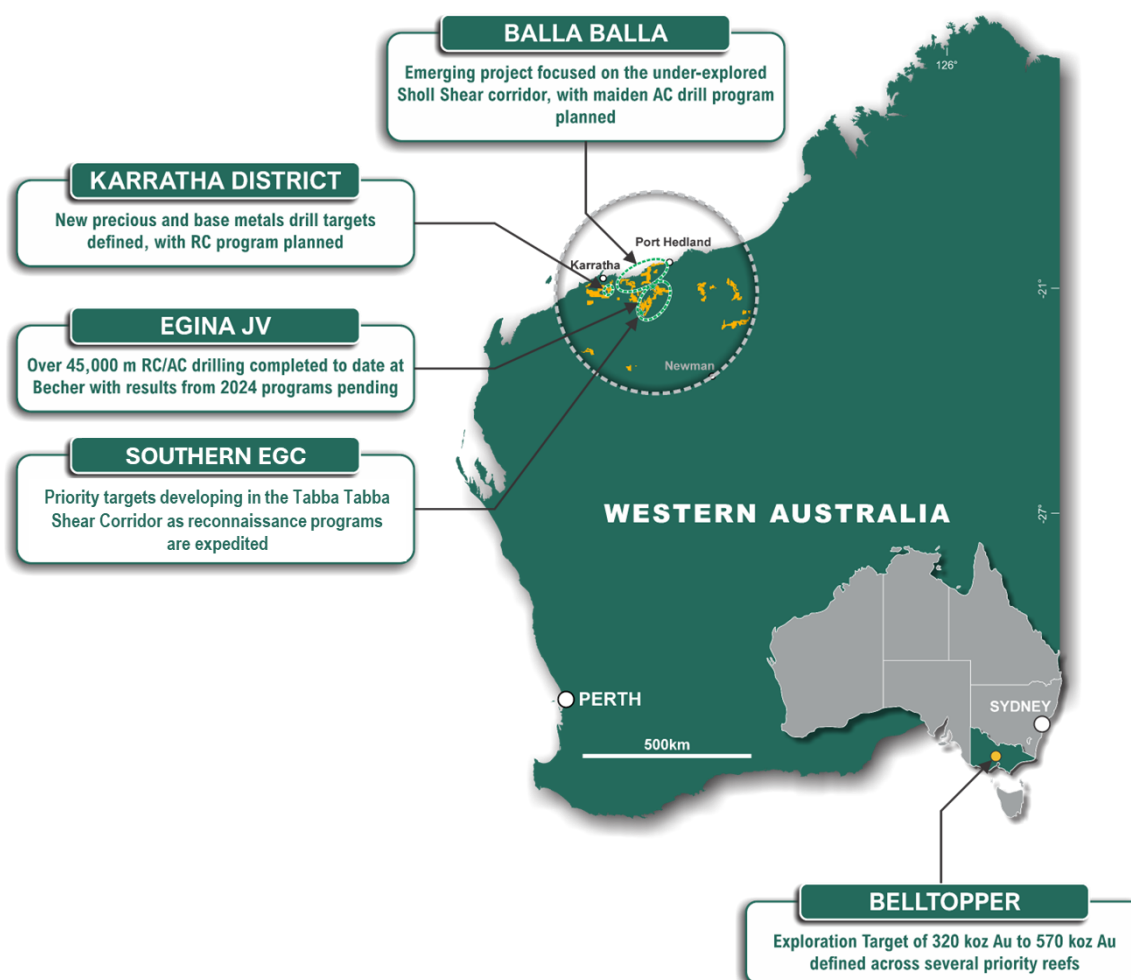 BALLA BALLA
Emerging project focused on the under-explored
Sholl Shear corridor, with maiden AC drill program
planned
126°
KARRATHA DISTRICT
New precious and base metals drill targets
defined, with RC program planned
Port Hedland
Karratha
-21°
EGINA JV
Over 45,000 m RC/AC drilling completed to date at
Becher with results from 2024 programs pending
Newman
SOUTHERN EGC
Priority targets developing in the Tabba Tabba
Shear Corridor as reconnaissance programs
are expedited
WESTERN AUSTRALIA
-27°
PERTH
SYDNEY
500km
BELLTOPPER
Exploration Target of 320 koz Au to 570 koz Au
defined across several priority reefs